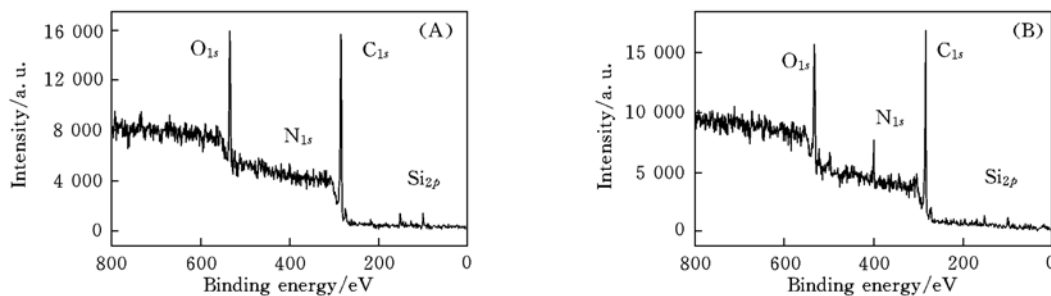 16 000
12 000
8 000
4 000
0
Intensity/a. u.
O1s
(A)
C1s
N1s
Si2p
800
600
400
200
0
Binding energy/eV
15 000
10 000
5 000
0
Intensity/a. u.
(B)
O1s
C1s
N1s
Si2p
800
600
400
200
0
Binding energy/eV